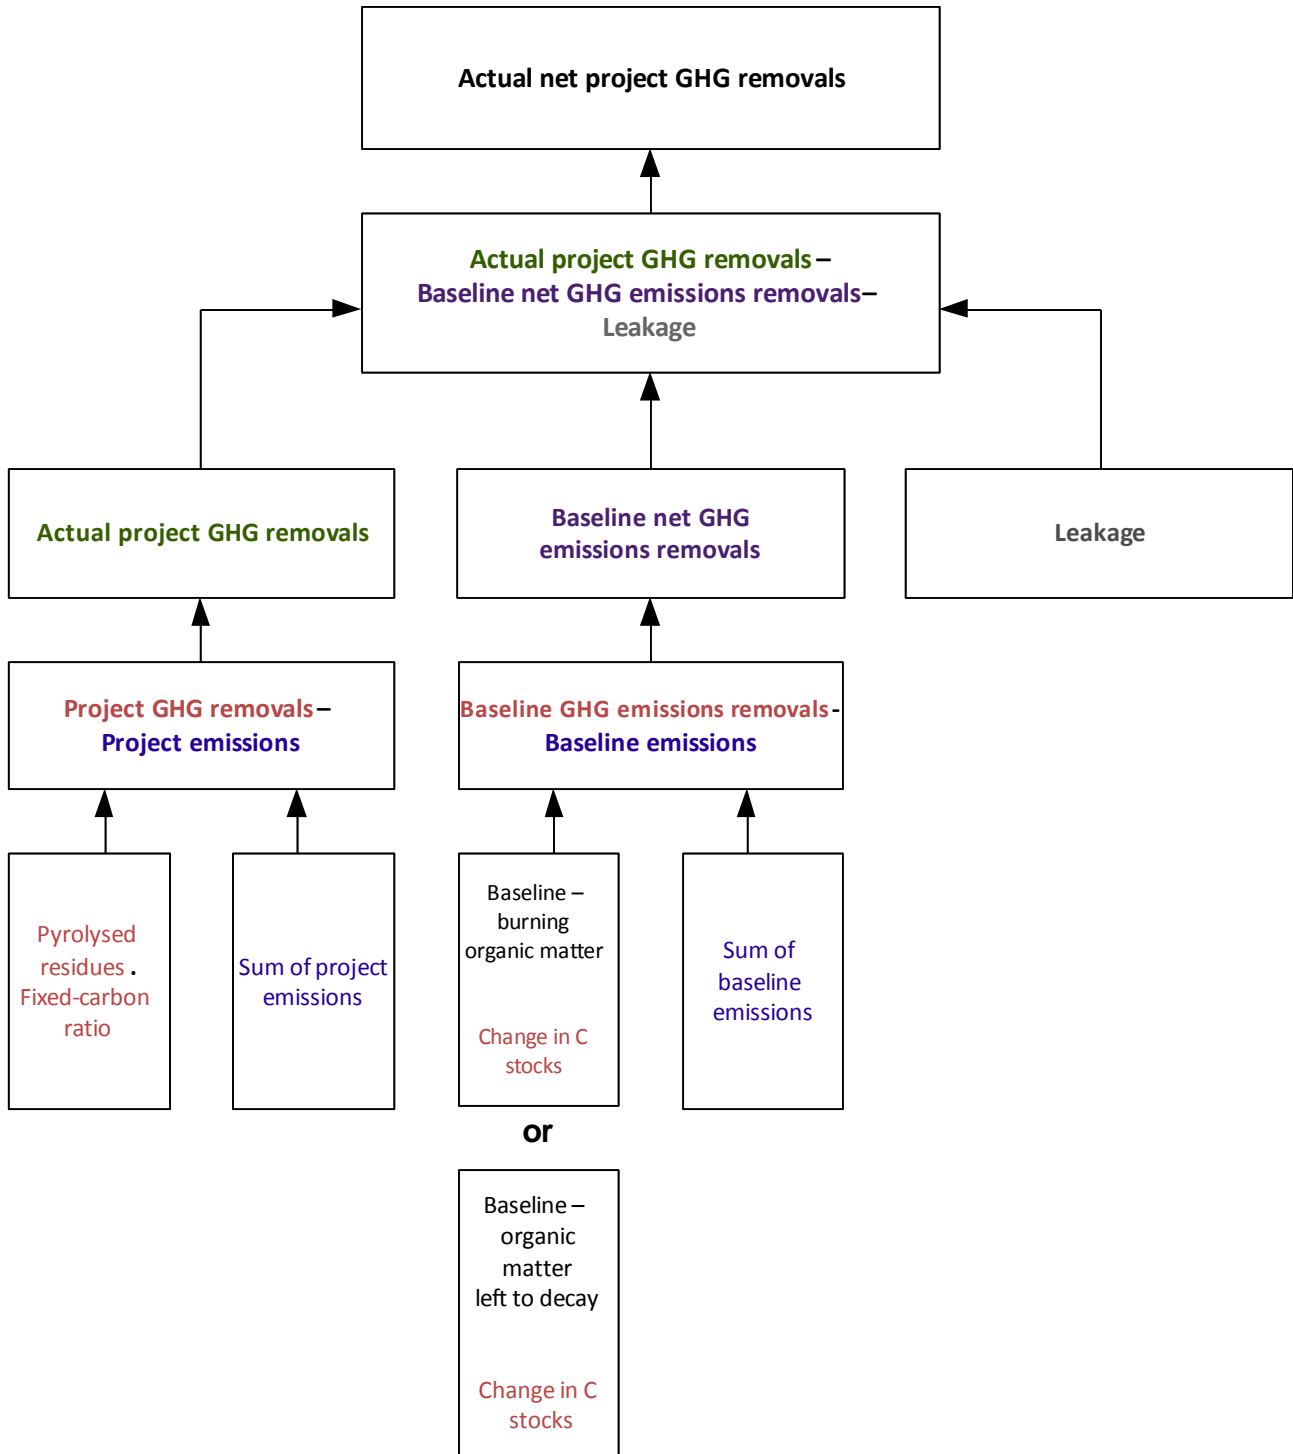 Actual net project GHG removals
Actual project GHG removals –
Baseline net GHG emissions removals–
Leakage
Actual project GHG removals
Baseline net GHG
emissions removals
Leakage
Project GHG removals –
Project emissions
Baseline GHG emissions removals -
Baseline emissions
Pyrolysed
residues .
Fixed-carbon
ratio
Sum of project
emissions
Baseline –
burning
organic matter
Change in C
stocks
Sum of
baseline
emissions
or
Baseline –
organic
matter
left to decay
Change in C
stocks